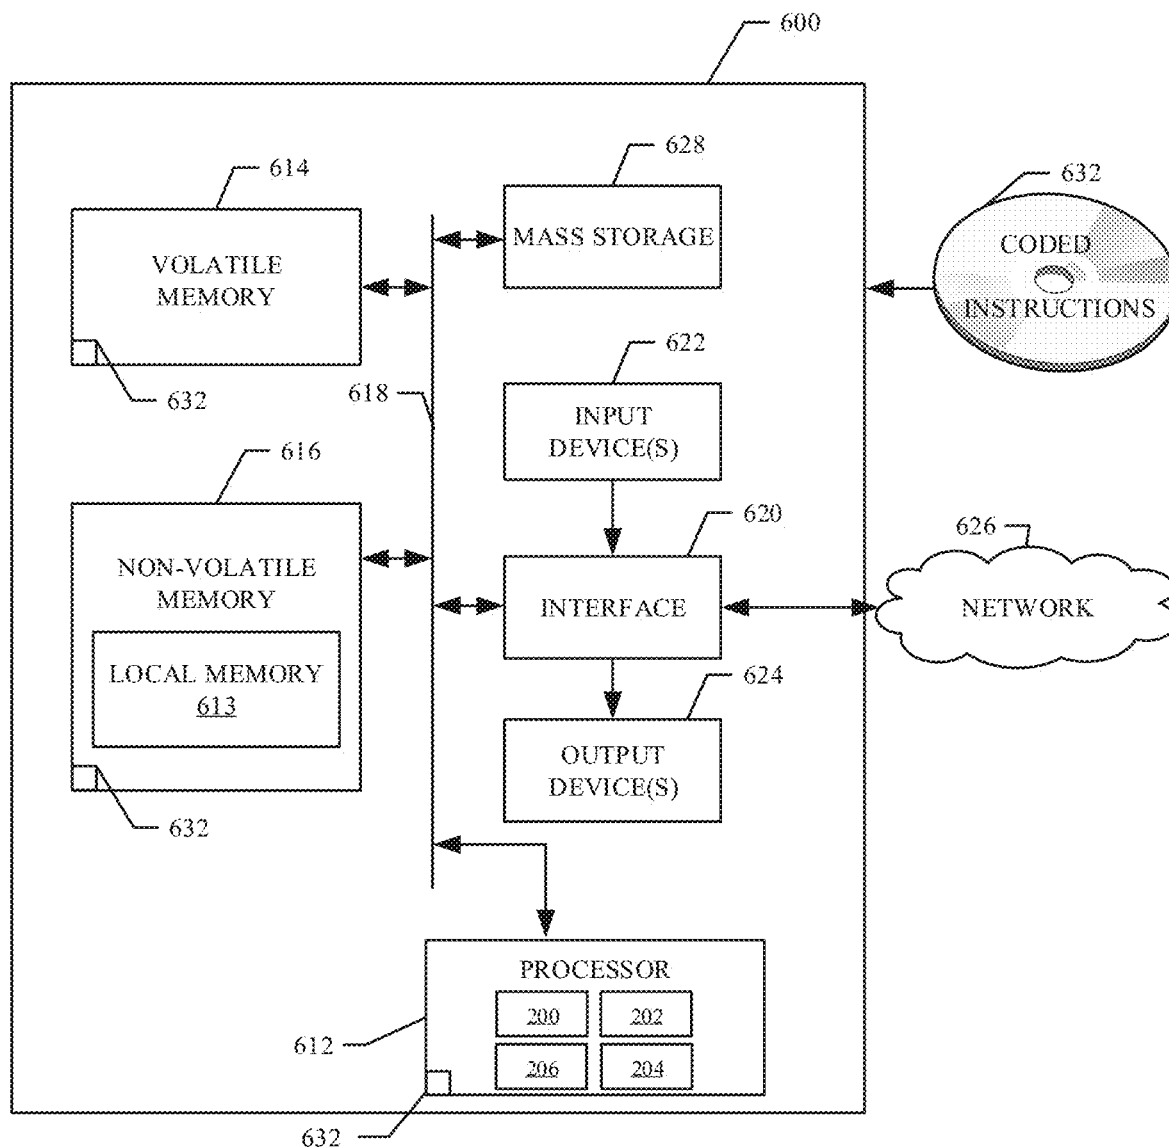 600
614
VOLATILE
MEMORY
632
628
MASS STORAGE
632
CODED
INSTRUCTIONS
618
622
INPUT
DEVICE(S)
616
NON-VOLATILE
MEMORY
LOCAL MEMORY
613
632
620
INTERFACE
626
NETWORK
624
OUTPUT
DEVICE(S)
PROCESSOR
200 202
206 204
612
632